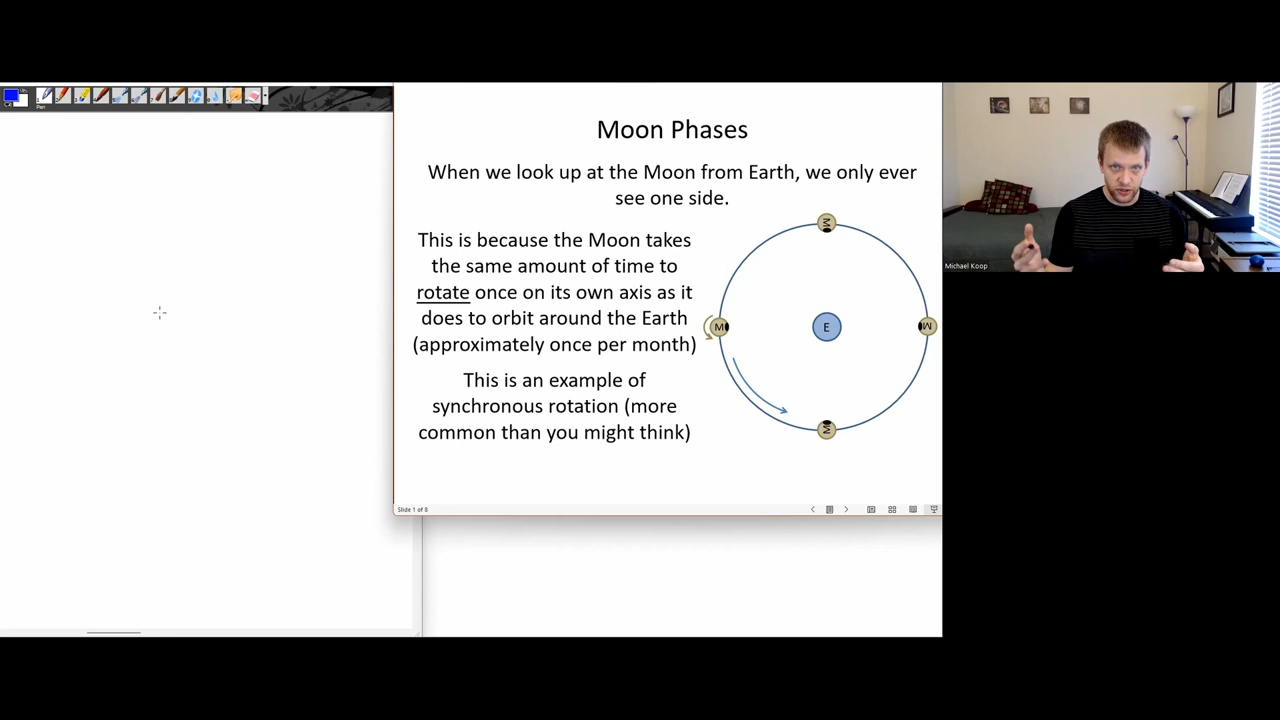 Pen
Moon Phases
When we look up at the Moon from Earth, we only ever
see one side.
This is because the Moon takes
the same amount of time to
rotate once on its own axis as it
does to orbit around the Earth
(approximately once per month)
This is an example of
synchronous rotation (more
common than you might think)
M
M
E
M
M
Slide 1 of 8
Michael Koop